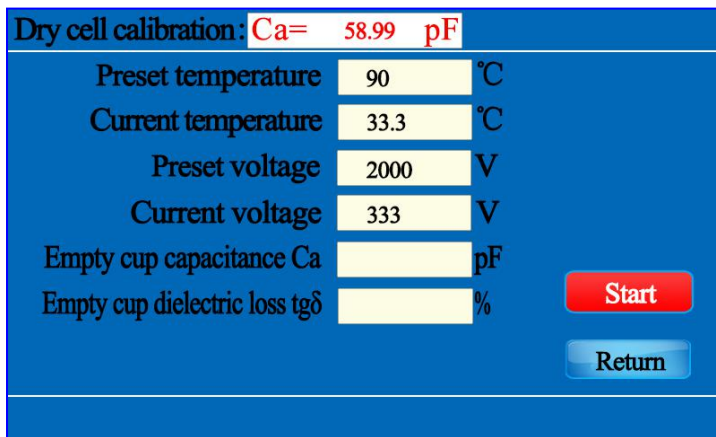 Dry cell calibration: Ca= 58.99 pF
Preset temperature 90 ℃
Current temperature 33.3 ℃
Preset voltage 2000 V
Current voltage 333 V
Empty cup capacitance Ca pF
Empty cup dielectric loss tgδ %
Start
Return